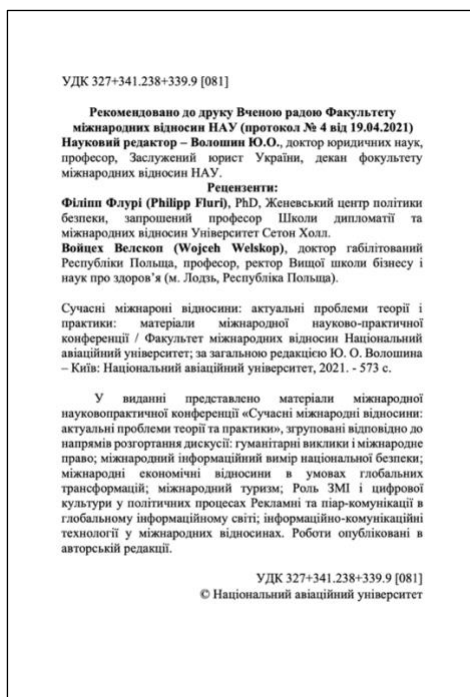 УДК 327+341.238+339.9 [081]
Рекомендовано до друку Вченою радою Факультету
міжнародних відносин НАУ (протокол № 4 від 19.04.2021)
Науковий редактор – Волошин Ю.О., доктор юридичних наук,
професор, Заслужений юрист України, декан фокультету
міжнародних відносин НАУ.
Рецензенти:
Філіпп Флурі (Philipp Fluri), PhD, Женевський центр політики
безпеки, запрошений професор Школи дипломатії та
міжнародних відносин Університет Сетон Холл.
Войцех Велскоп (Wojceh Welskop), доктор габілітований
Республіки Польща, професор, ректор Вищої школи бізнесу і
наук про здоров’я (м. Лодзь, Республіка Польща).
Сучасні міжнароні відносини: актуальні проблеми теорії і
практики: матеріали міжнародної науково-практичної
конференції / Факультет міжнародних відносин Національний
авіаційний університет; за загальною редакцією Ю. О. Волошина
– Київ: Національний авіаційний університет, 2021. - 573 с.
У виданні представлено матеріали міжнародної
науковопрактичної конференції «Сучасні міжнародні відносини:
актуальні проблеми теорії та практики», згруповані відповідно до
напрямів розгортання дискусії: гуманітарні виклики і міжнародне
право; міжнародний інформаційний вимір національної безпеки;
міжнародні економічні відносини в умовах глобальних
трансформацій; міжнародний туризм; Роль ЗМІ і цифрової
культури у політичних процесах Рекламні та піар-комунікації в
глобальному інформаційному світі; інформаційно-комунікаційні
технології у міжнародних відносинах. Роботи опубліковані в
авторській редакції.
УДК 327+341.238+339.9 [081]
© Національний авіаційний університет